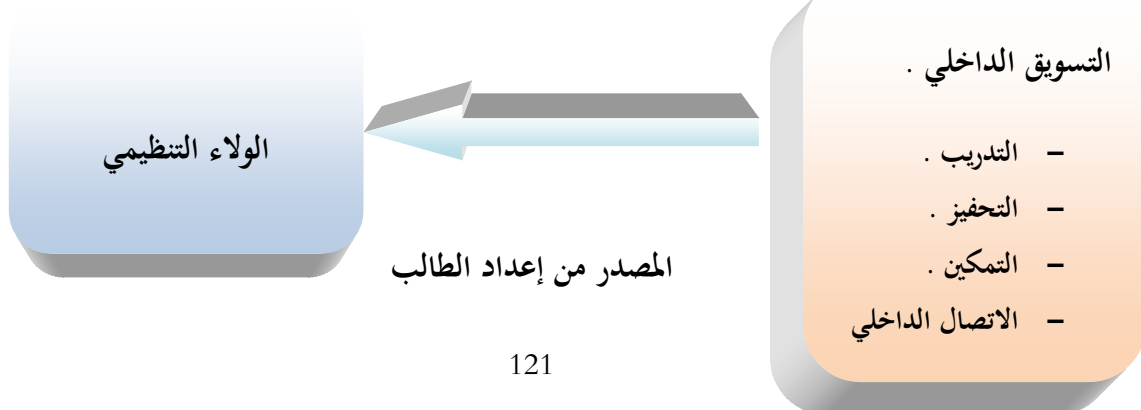 التسويق الداخلي .
– التدريب .
– التحفيز .
– التمكين .
– الاتصال الداخلي
الولاء التنظيمي
المصدر من إعداد الطالب
121